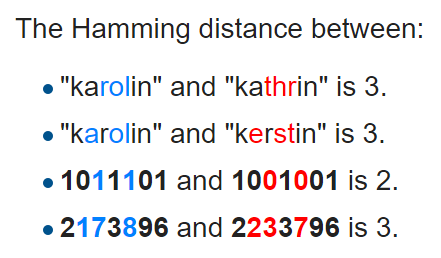 The Hamming distance between:
• "karolin" and "kathrin" is 3.
• "karolin" and "kerstin" is 3.
• 1011101 and 1001001 is 2.
• 2173896 and 2233796 is 3.